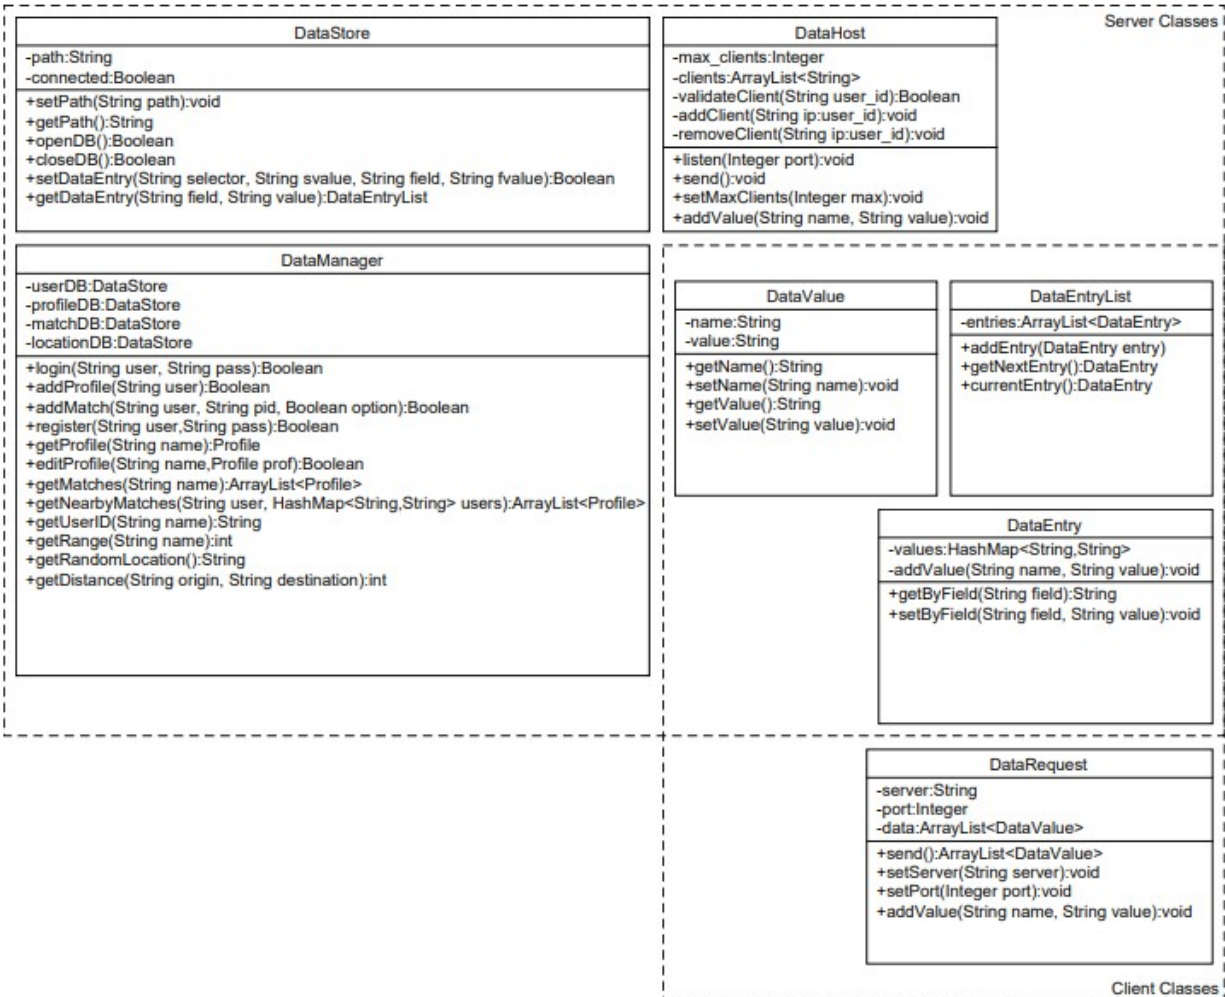 Server Classes
DataStore
-path:String
-connected:Boolean
+setPath(String path):void
+getPath():String
+openDB():Boolean
+closeDB():Boolean
+setDataEntry(String selector, String svalue, String field, String fvalue):Boolean
+getDataEntry(String field, String value):DataEntryList
DataHost
-max_clients:Integer
-clients:ArrayList<String>
-validateClient(String user_id):Boolean
-addClient(String ip:user_id):void
-removeClient(String ip:user_id):void
+listen(Integer port):void
+send():void
+setMaxClients(Integer max):void
+addValue(String name, String value):void
DataManager
-userDB:DataStore
-profileDB:DataStore
-matchDB:DataStore
-locationDB:DataStore
+login(String user, String pass):Boolean
+addProfile(String user):Boolean
+addMatch(String user, String pid, Boolean option):Boolean
+register(String user,String pass):Boolean
+getProfile(String name):Profile
+editProfile(String name,Profile prof):Boolean
+getMatches(String name):ArrayList<Profile>
+getNearbyMatches(String user, HashMap<String,String> users):ArrayList<Profile>
+getUserID(String name):String
+getRange(String name):int
+getRandomLocation():String
+getDistance(String origin, String destination):int
DataValue
-name:String
-value:String
+getName():String
+setName(String name):void
+getValue():String
+setValue(String value):void
DataEntryList
-entries:ArrayList<DataEntry>
+addEntry(DataEntry entry)
+getNextEntry():DataEntry
+currentEntry():DataEntry
DataEntry
-values:HashMap<String,String>
-addValue(String name, String value):void
+getByField(String field):String
+setByField(String field, String value):void
DataRequest
-server:String
-port:Integer
-data:ArrayList<DataValue>
+send():ArrayList<DataValue>
+setServer(String server):void
+setPort(Integer port):void
+addValue(String name, String value):void
Client Classes